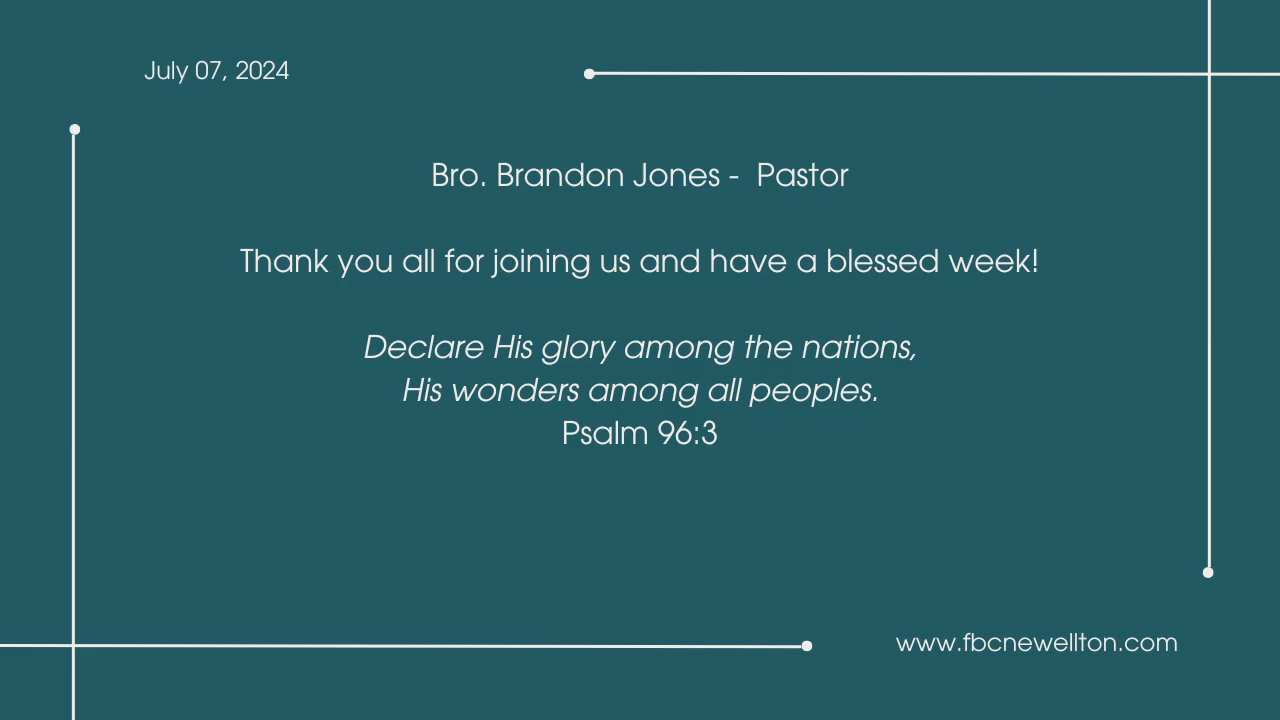 July 07, 2024
Bro. Brandon Jones -  Pastor
Thank you all for joining us and have a blessed week!
Declare His glory among the nations,
His wonders among all peoples.
Psalm 96:3
www.fbcnewellton.com